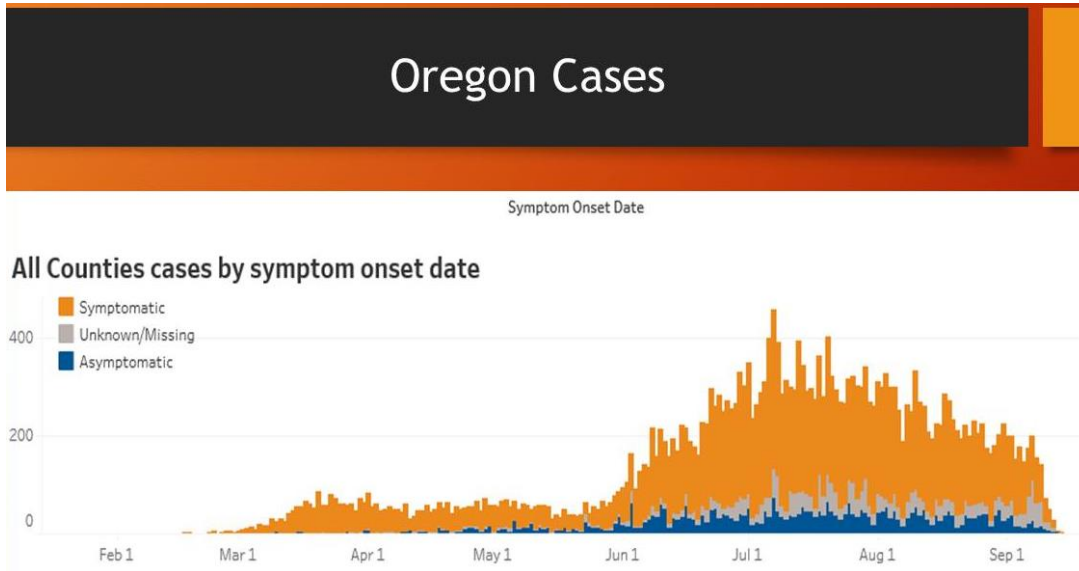 Oregon Cases
Symptom Onset Date
All Counties cases by symptom onset date
Symptomatic
Unknown/Missing
Asymptomatic
400
200
0
Feb 1 Mar 1 Apr 1 May 1 Jun 1 Jul 1 Aug 1 Sep 1